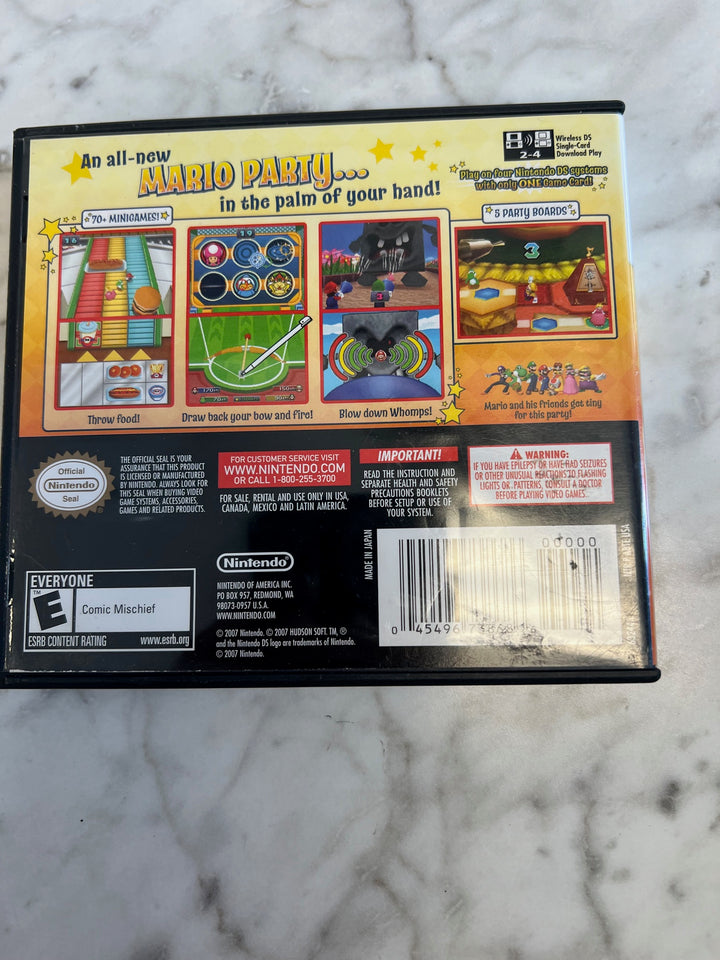 An all-new
MARIO PARTY...
in the palm of your hand!
2-4
Wireless DS
Single-Card
Download Play
Play on four Nintendo DS systems
with only ONE Game Card!
70+ MINIGAMES!
5 PARTY BOARDS
16
19
3
3
Throw food!
Draw back your bow and fire!
Blow down Whomps!
Mario and his friends get tiny
for this party!
Official
Nintendo
Seal
THE OFFICIAL SEAL IS YOUR
ASSURANCE THAT THIS PRODUCT
IS LICENSED OR MANUFACTURED
BY NINTENDO. ALWAYS LOOK FOR
THIS SEAL WHEN BUYING VIDEO
GAME SYSTEMS, ACCESSORIES,
GAMES AND RELATED PRODUCTS.
FOR CUSTOMER SERVICE VISIT
WWW.NINTENDO.COM
OR CALL 1-800-255-3700
FOR SALE, RENTAL AND USE ONLY IN USA,
CANADA, MEXICO AND LATIN AMERICA.
IMPORTANT!
READ THE INSTRUCTION AND
SEPARATE HEALTH AND SAFETY
PRECAUTIONS BOOKLETS
BEFORE SETUP OR USE OF
YOUR SYSTEM.
WARNING:
IF YOU HAVE EPILEPSY OR HAVE HAD SEIZURES
OR OTHER UNUSUAL REACTIONS TO FLASHING
LIGHTS OR PATTERNS, CONSULT A DOCTOR
BEFORE PLAYING VIDEO GAMES.
EVERYONE
E
TM
Comic Mischief
ESRB CONTENT RATING
www.esrb.org
Nintendo
NINTENDO OF AMERICA INC.
PO BOX 957, REDMOND, WA
98073-0957 U.S.A.
WWW.NINTENDO.COM
© 2007 Nintendo. © 2007 HUDSON SOFT. TM, ®
and the Nintendo DS logo are trademarks of Nintendo.
© 2007 Nintendo.
MADE IN JAPAN
00000
0 45496